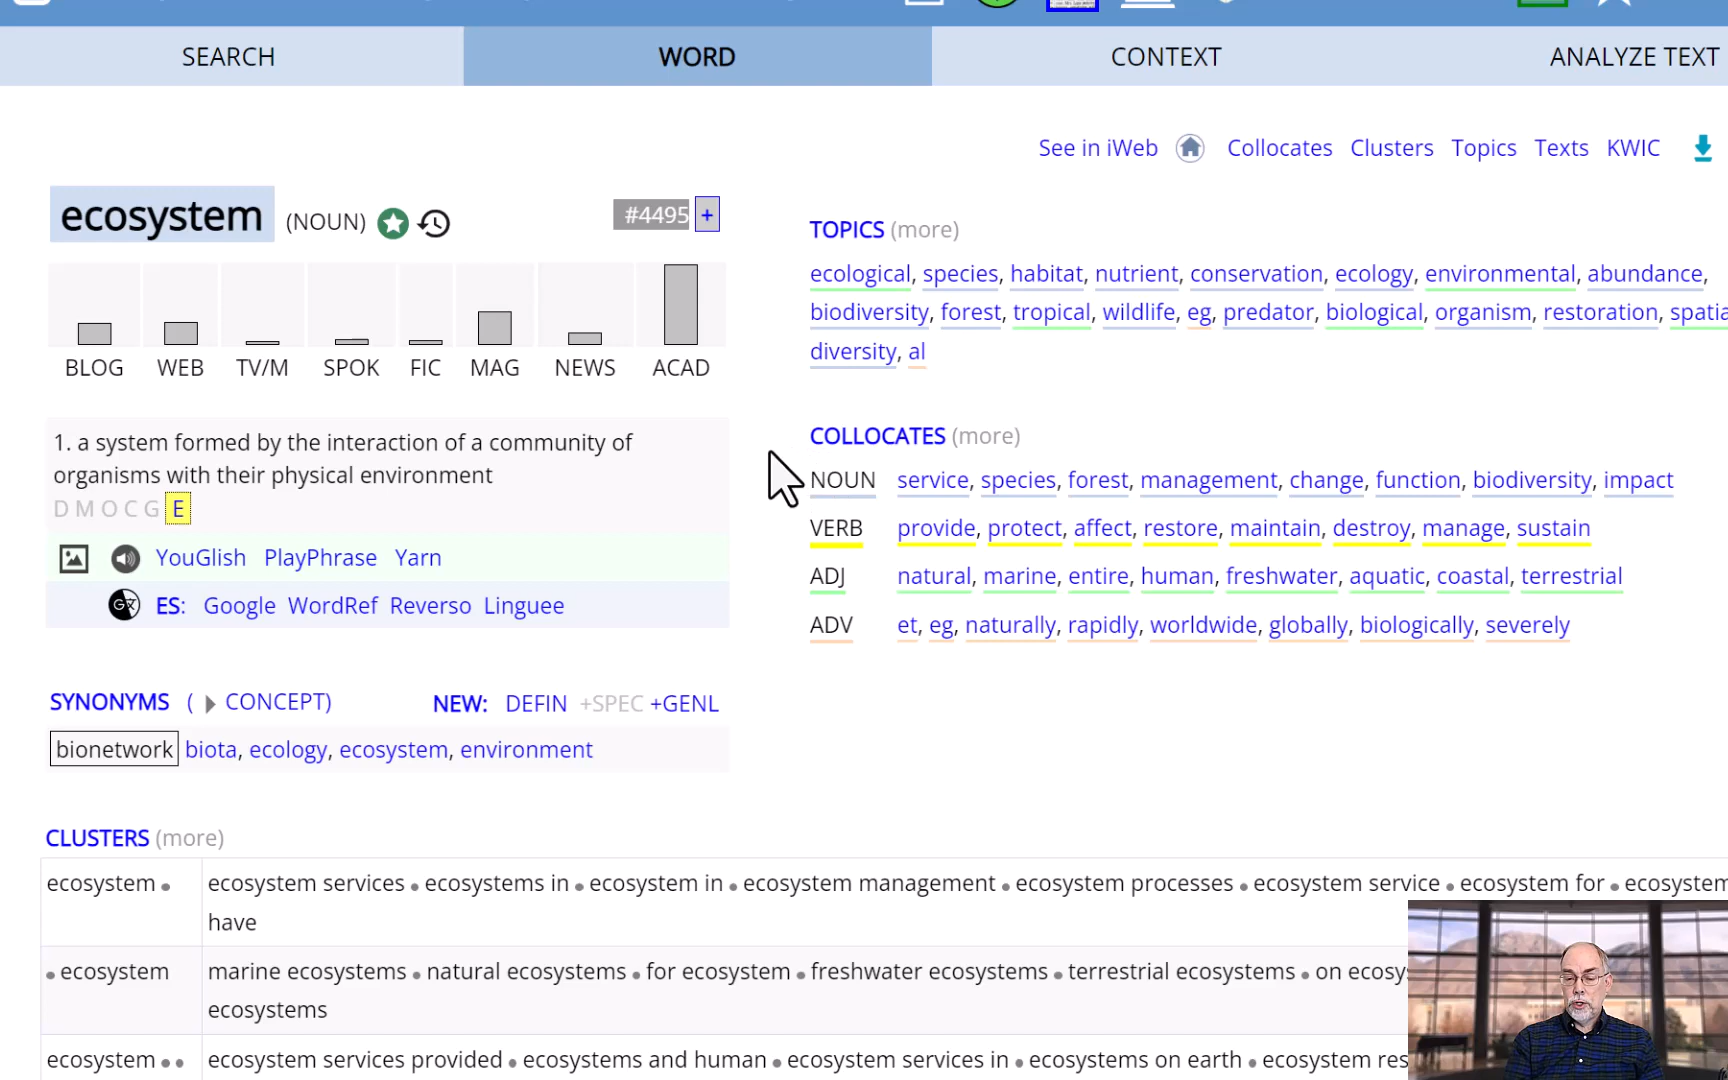 SEARCH WORD CONTEXT ANALYZE TEXT
See in iWeb Collocates Clusters Topics Texts KWIC
ecosystem (NOUN) #4495 +
BLOG WEB TV/M SPOK FIC MAG NEWS ACAD
1. a system formed by the interaction of a community of
organisms with their physical environment
D M O C G E
YouGlish PlayPhrase Yarn
ES: Google WordRef Reverso Linguee
SYNONYMS ( CONCEPT) NEW: DEFIN +SPEC +GENL
bionetwork biota, ecology, ecosystem, environment
TOPICS (more)
ecological, species, habitat, nutrient, conservation, ecology, environmental, abundance,
biodiversity, forest, tropical, wildlife, eg, predator, biological, organism, restoration, spatia
diversity, al
COLLOCATES (more)
NOUN service, species, forest, management, change, function, biodiversity, impact
VERB provide, protect, affect, restore, maintain, destroy, manage, sustain
ADJ natural, marine, entire, human, freshwater, aquatic, coastal, terrestrial
ADV et, eg, naturally, rapidly, worldwide, globally, biologically, severely
CLUSTERS (more)
ecosystem • ecosystem services • ecosystems in • ecosystem in • ecosystem management • ecosystem processes • ecosystem service • ecosystem for • ecosystem
have
• ecosystem marine ecosystems • natural ecosystems • for ecosystem • freshwater ecosystems • terrestrial ecosystems • on ecosy
ecosystems
ecosystem • • ecosystem services provided • ecosystems and human • ecosystem services in • ecosystems on earth • ecosystem res